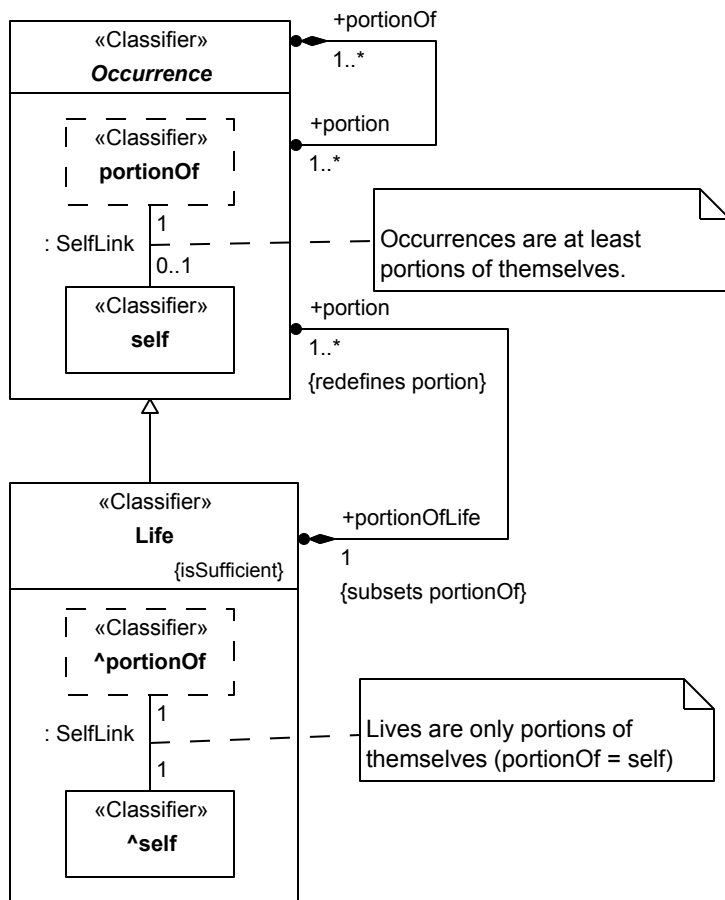 +portionOf
«Classifier»
Occurrence
1..*
«Classifier»
portionOf
+portion
1..*
1
: SelfLink
0..1
Occurrences are at least
portions of themselves.
«Classifier»
self
+portion
1..*
{redefines portion}
«Classifier»
Life
{isSufficient}
+portionOfLife
1
{subsets portionOf}
«Classifier»
^portionOf
1
: SelfLink
1
Lives are only portions of
themselves (portionOf = self)
«Classifier»
^self